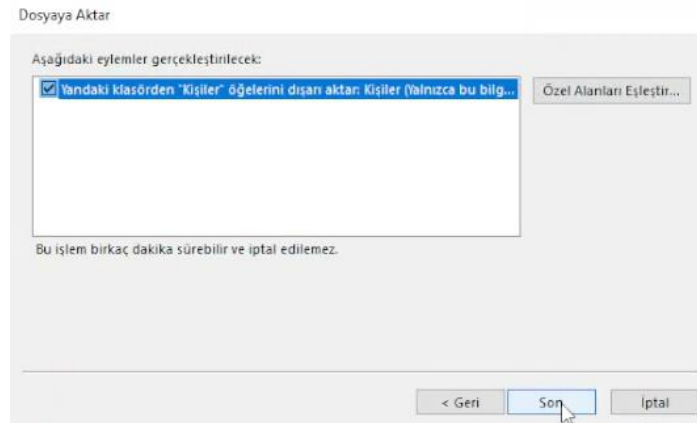 Dosyaya Aktar
Aşağıdaki eylemler gerçekleştirilecek:
Yandaki klasörden "Kişiler" öğelerini dışarı aktar: Kişiler (Yalnızca bu bilg...
Özel Alanları Eşleştir...
Bu işlem birkaç dakika sürebilir ve iptal edilemez.
< Geri
Son
İptal